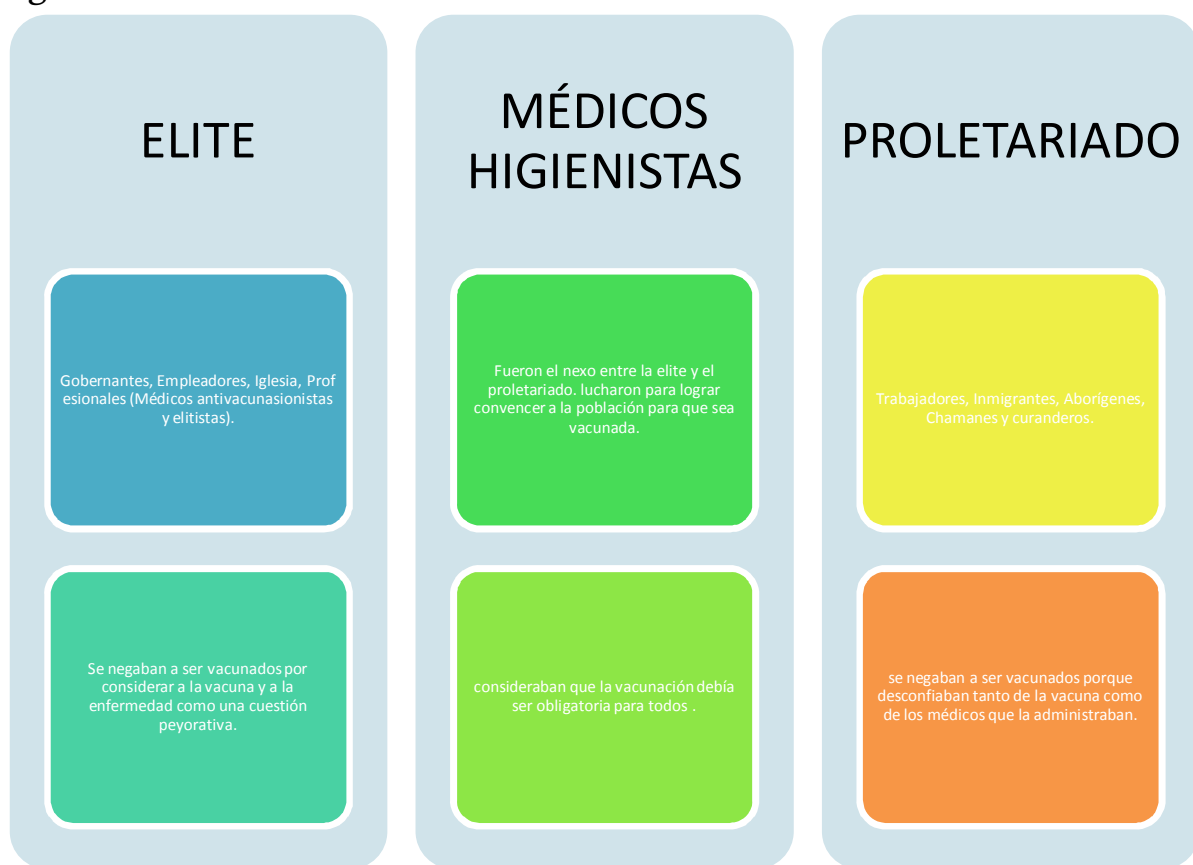 ELITE
Gobernantes, Empleadores, Iglesia, Prof
esionales (Médicos antivacunasionistas
y elitistas).
Se negaban a ser vacunados por
considerar a la vacuna y a la
enfermedad como una cuestión
peyorativa.
MÉDICOS
HIGIENISTAS
Fueron el nexo entre la elite y el
proletariado. lucharon para lograr
convencer a la población para que sea
vacunada.
consideraban que la vacunación debía
ser obligatoria para todos .
PROLETARIADO
Trabajadores, Inmigrantes, Aborígenes,
Chamanes y curanderos.
se negaban a ser vacunados porque
desconfiaban tanto de la vacuna como
de los médicos que la administraban.